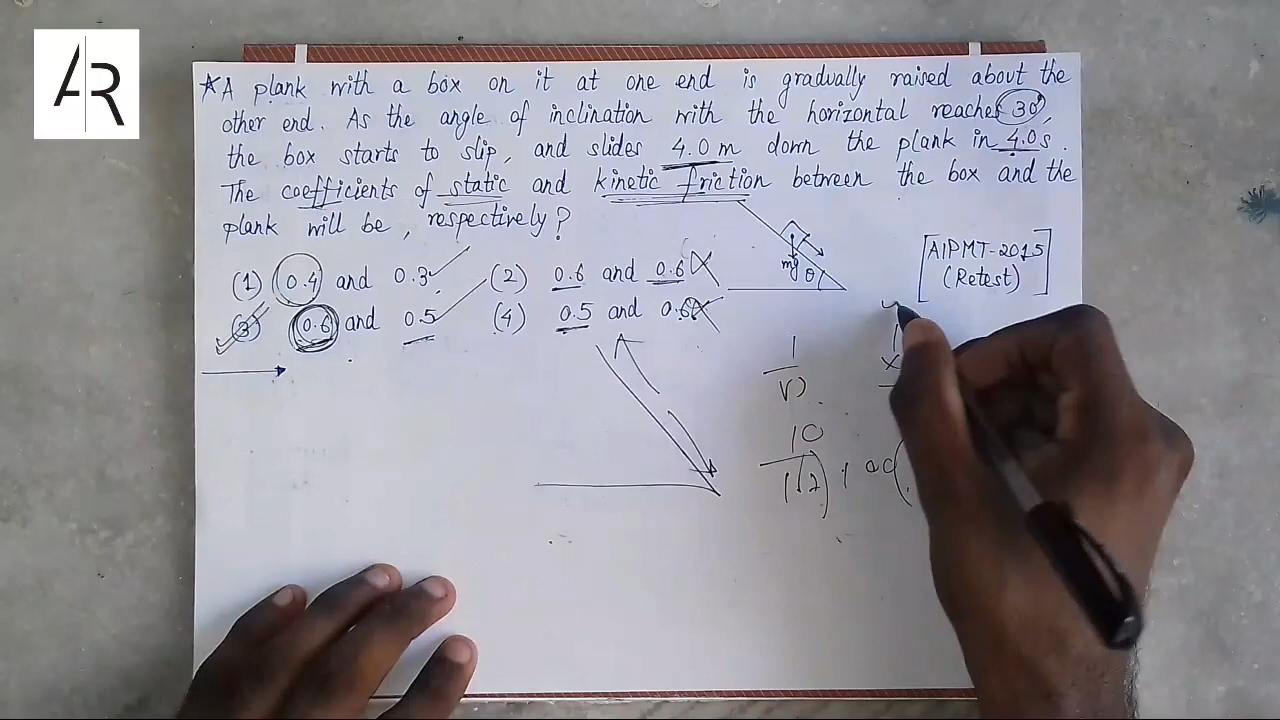 AR
★A plank with a box on it at one end is gradually raised about the
other end. As the angle of inclination with the horizontal reaches 30°,
the box starts to slip, and slides 4.0 m down the plank in 4.0s.
The coefficients of static and kinetic friction between the box and the
plank will be, respectively?
[AIPMT-2015
(Retest)]
(1) 0.4 and 0.3 (2) 0.6 and 0.6
(3) 0.6 and 0.5 (4) 0.5 and 0.6
mg θ
1
10